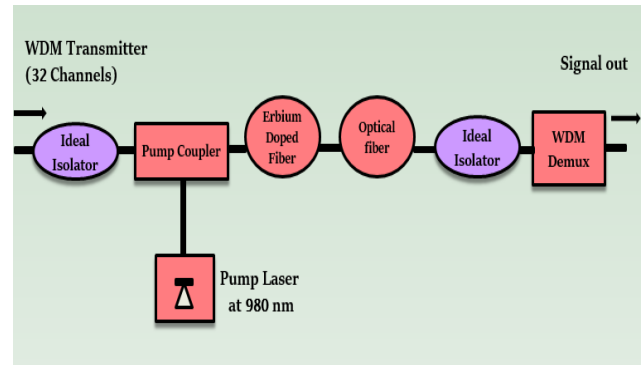 WDM Transmitter
(32 Channels)
Signal out
Ideal
Isolator
Pump Coupler
Erbium
Doped
Fiber
Optical
fiber
Ideal
Isolator
WDM
Demux
Pump Laser
at 980 nm